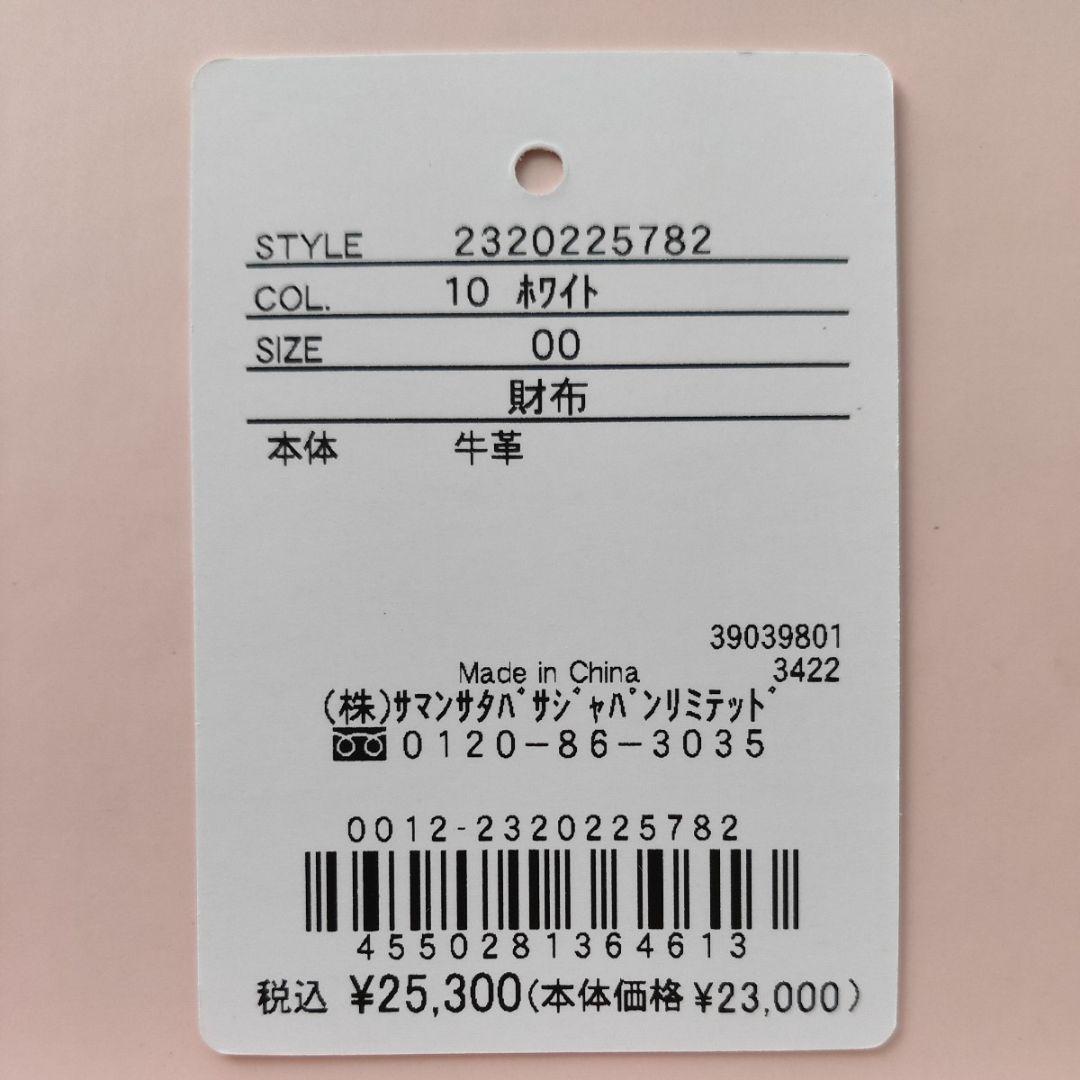 STYLE 2320225782
COL. 10 ﾎﾜｲﾄ
SIZE 00
財布
本体 牛革
39039801
Made in China 3422
(株)ｻﾏﾝｻﾀﾊﾞｻｼﾞｬﾊﾟﾝﾘﾐﾃｯﾄﾞ
0120-86-3035
0012-2320225782
4550281364613
税込 ¥25,300(本体価格 ¥23,000)